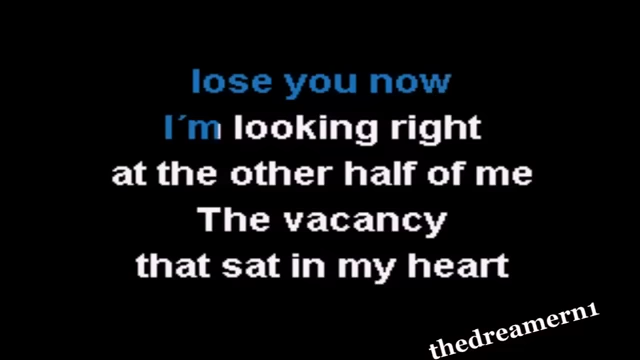 lose you now
I´m looking right
at the other half of me
The vacancy
that sat in my heart
thedreamern1